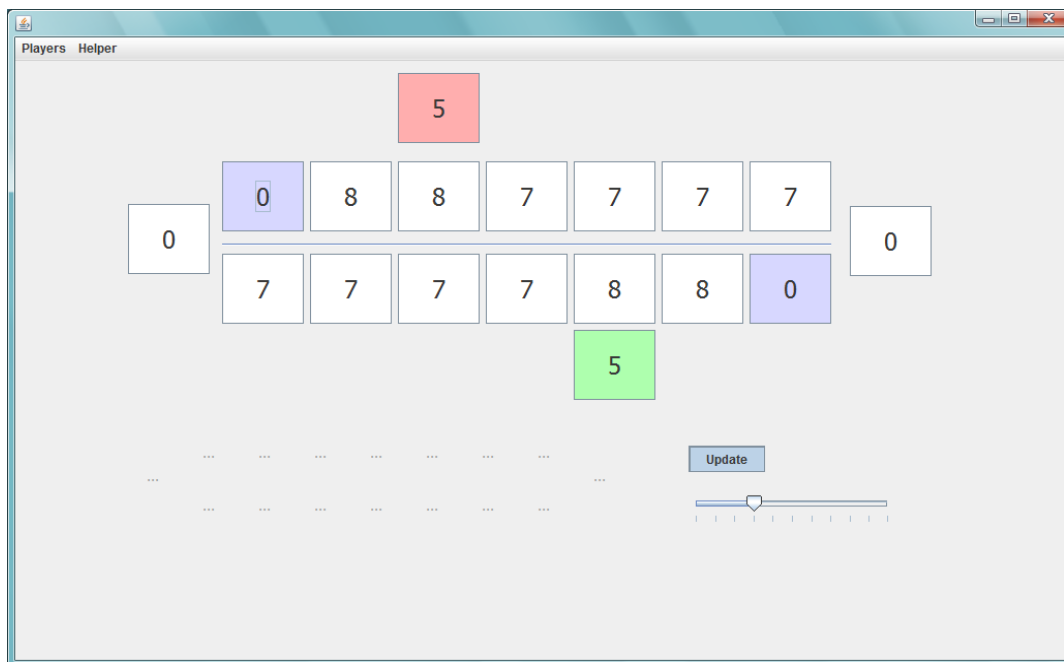 Players Helper
5
0 8 8 7 7 7 7
0 0
7 7 7 7 8 8 0
5
... ... ... ... ... ... ...
Update
... ...
... ... ... ... ... ... ...